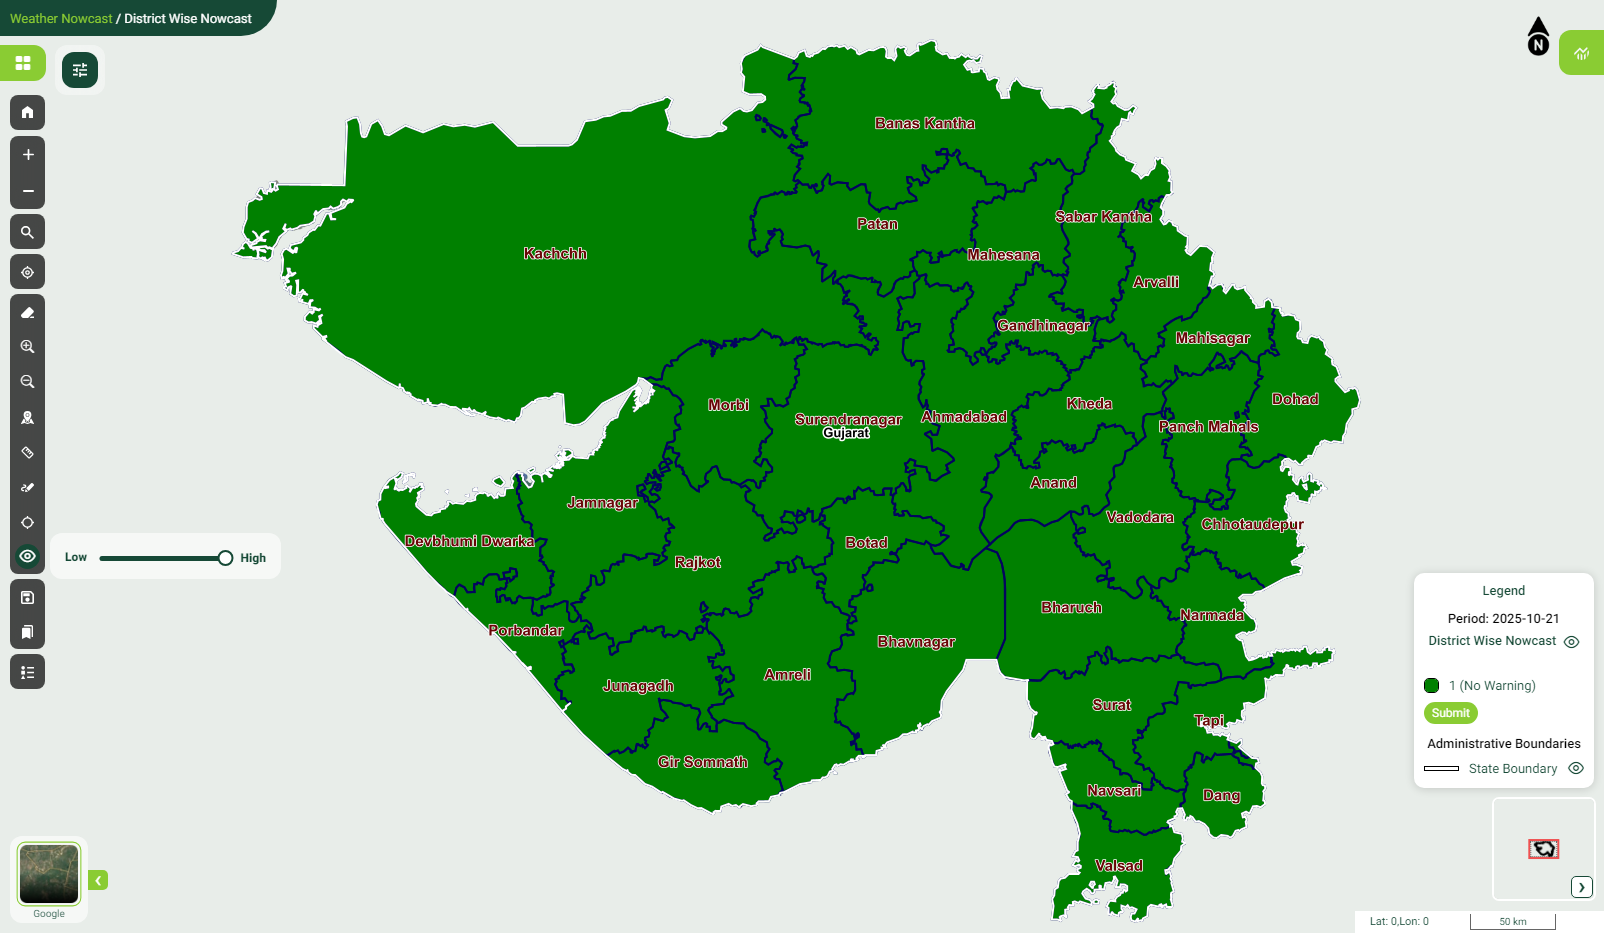 Weather Nowcast / District Wise Nowcast
N
Banas Kantha
Patan
Sabar Kantha
Kachchh
Mahesana
Arvalli
Gandhinagar
Mahisagar
Morbi
Surendranagar
Gujarat
Ahmadabad
Kheda
Dohad
Panch Mahals
Jamnagar
Anand
Vadodara
Chhotaudepur
Devbhumi Dwarka
Botad
Rajkot
Low
High
Bharuch
Narmada
Porbandar
Bhavnagar
Junagadh
Amreli
Surat
Tapi
Gir Somnath
Navsari
Dang
Valsad
Legend
Period: 2025-10-21
District Wise Nowcast
1 (No Warning)
Submit
Administrative Boundaries
State Boundary
Google
Lat: 0,Lon: 0
50 km